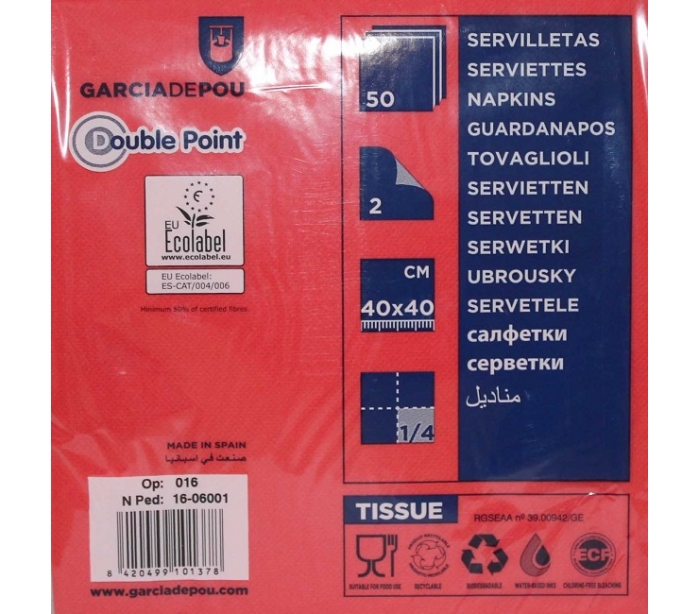 GARCIADEPOU
Double Point
EU
Ecolabel
www.ecolabel.eu
EU Ecolabel:
ES-CAT/004/006
Minimum 50% of certified fibres
MADE IN SPAIN
صنعت في اسبقيا
Op: 016
N Ped: 16-06001
8 420499 101378
www.garciadepou.com
50
2
CM
40x40
1/4
SERVILLETAS
SERVIETTES
NAPKINS
GUARDANAPOS
TOVAGLIOLI
SERVIETTEN
SERVETTEN
SERWETKI
UBROUSKY
SERVETELE
салфетки
серветки
مناديل
TISSUE
RGSEAA nº 39.00942/GE
SUITABLE FOR FOOD USE
RECYCLABLE
BIODEGRADABLE
WATER-BASED INKS
ECF
CHLORINE-FREE BLEACHING